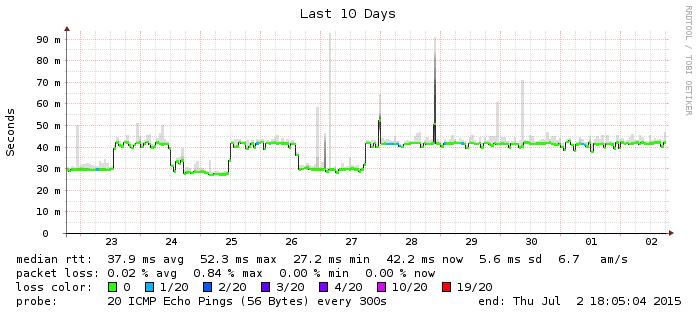 Last 10 Days
RRDTOOL / TOBI OETIKER
Seconds
90 m
80 m
70 m
60 m
50 m
40 m
30 m
20 m
10 m
0
23 24 25 26 27 28 29 30 01 02
median rtt: 37.9 ms avg 52.3 ms max 27.2 ms min 42.2 ms now 5.6 ms sd 6.7 am/s
packet loss: 0.02 % avg 0.84 % max 0.00 % min 0.00 % now
loss color: 0 1/20 2/20 3/20 4/20 10/20 19/20
probe: 20 ICMP Echo Pings (56 Bytes) every 300s end: Thu Jul 2 18:05:04 2015